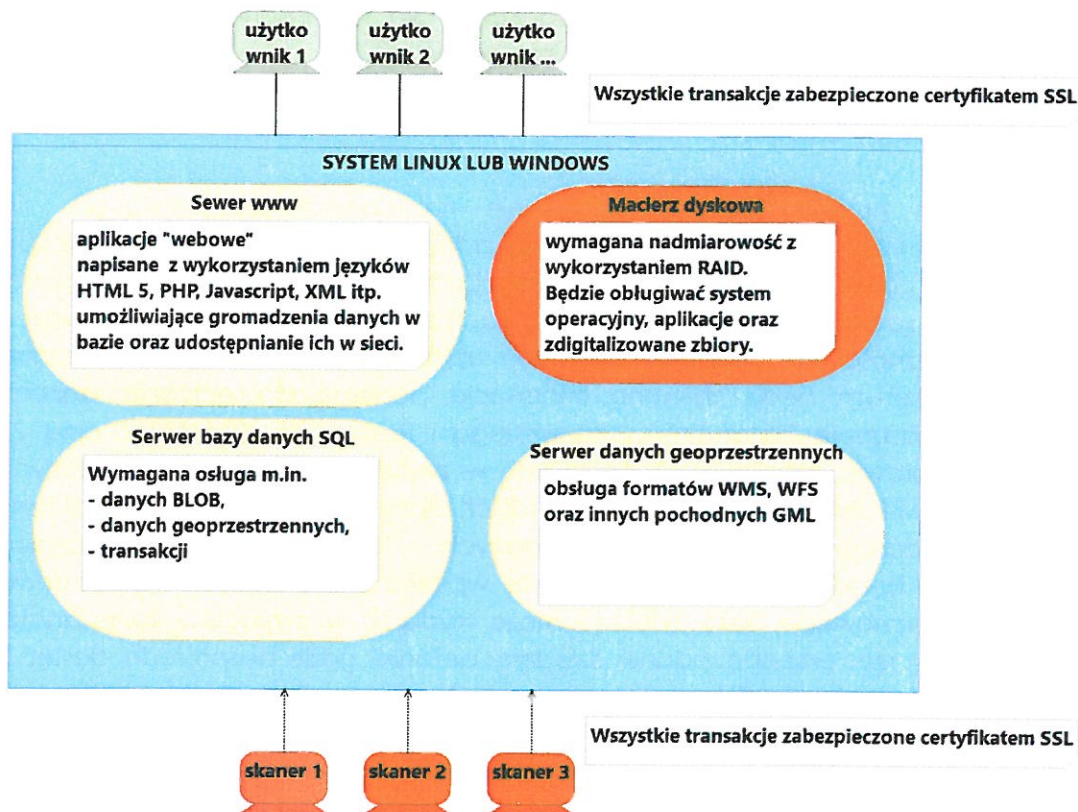 użytko
wnik 1
użytko
wnik 2
użytko
wnik ...
Wszystkie transakcje zabezpieczone certyfikatem SSL
SYSTEM LINUX LUB WINDOWS
Sewer www
aplikacje "webowe"
napisane z wykorzystaniem języków
HTML 5, PHP, Javascript, XML itp.
umożliwiające gromadzenia danych w
bazie oraz udostępnianie ich w sieci.
Macierz dyskowa
wymagana nadmiarowość z
wykorzystaniem RAID.
Będzie obługiwać system
operacyjny, aplikacje oraz
zdigitalizowane zbiory.
Serwer bazy danych SQL
Wymagana osługa m.in.
- danych BLOB,
- danych geoprzestrzennych,
- transakcji
Serwer danych geoprzestrzennych
obsługa formatów WMS, WFS
oraz innych pochodnych GML
Wszystkie transakcje zabezpieczone certyfikatem SSL
skaner 1
skaner 2
skaner 3